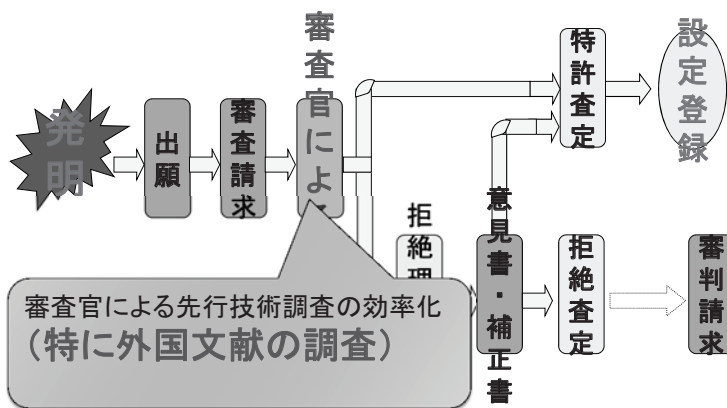 発明
出願
審査請求
審査官によ
拒絶理
意見書・補正書
特許査定
設定登録
拒絶査定
審判請求
審査官による先行技術調査の効率化
(特に外国文献の調査)